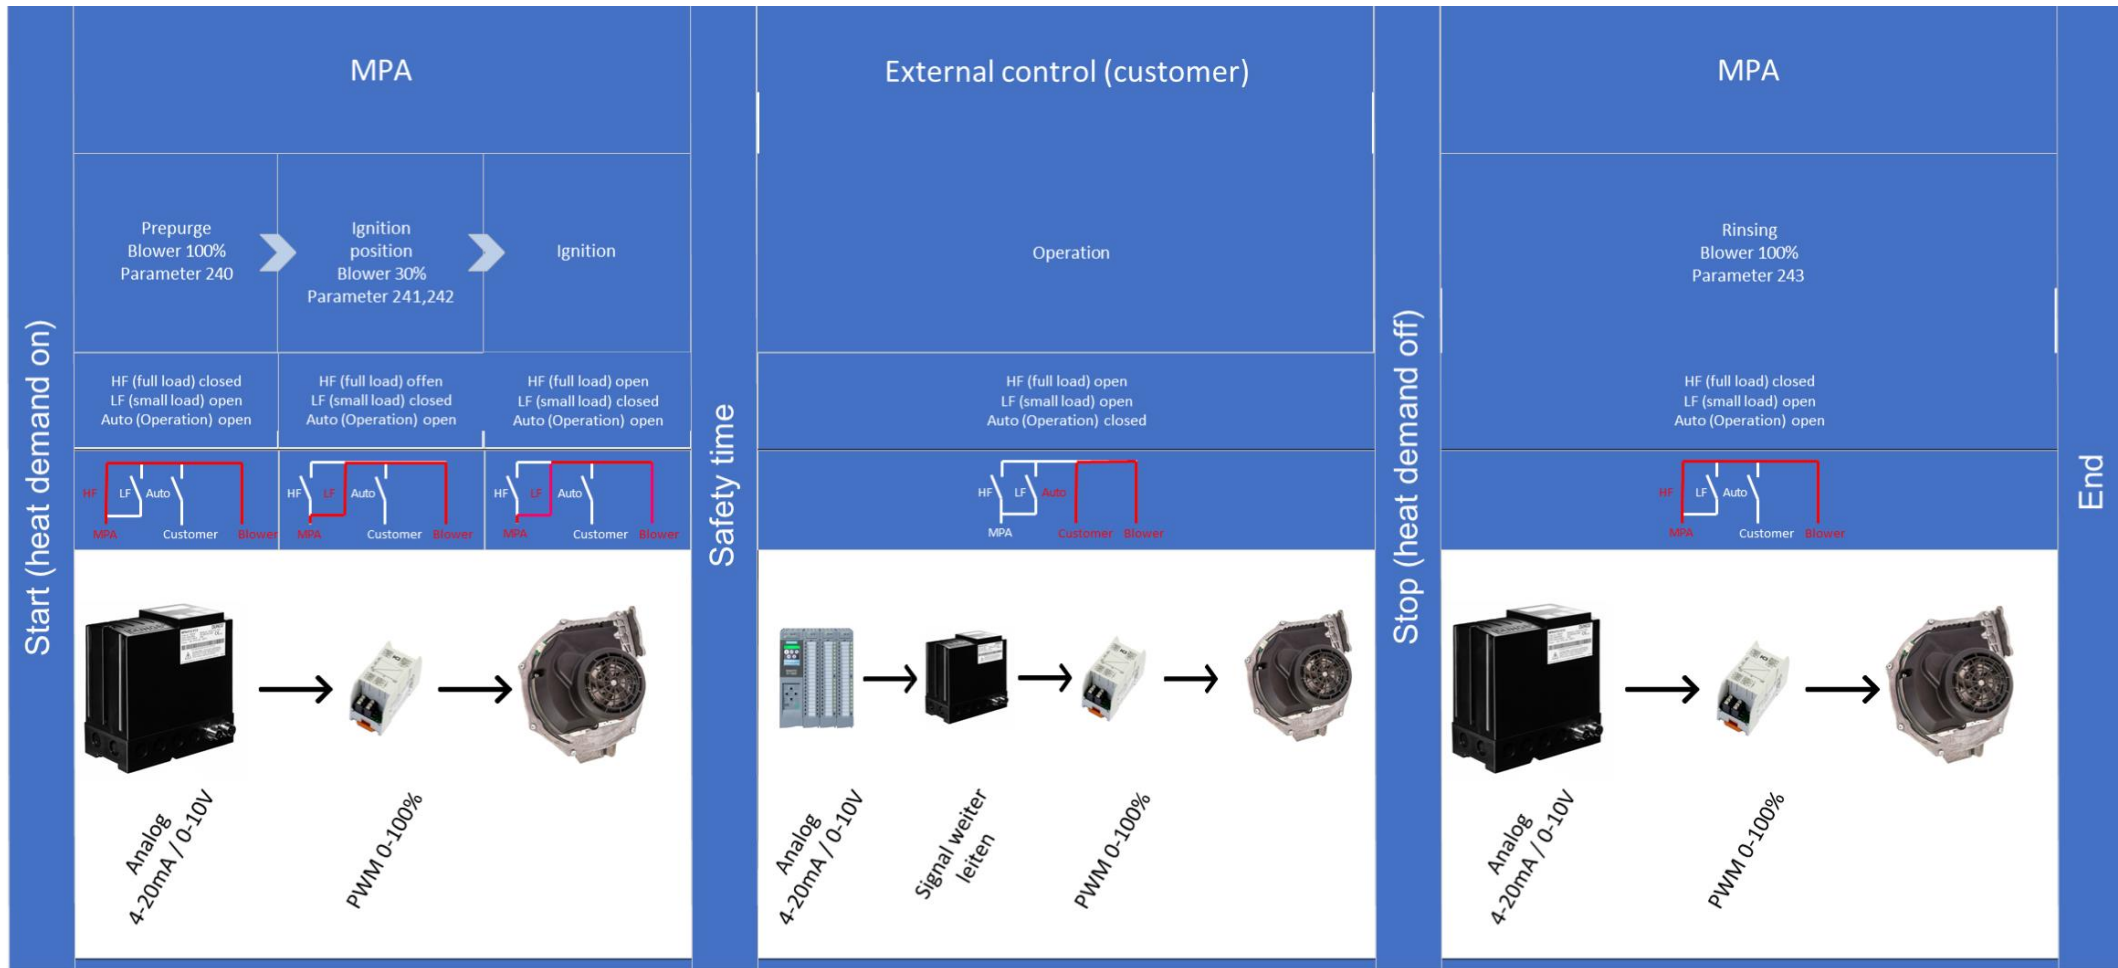 Start (heat demand on)
MPA
Prepurge
Blower 100%
Parameter 240
Ignition
position
Blower 30%
Parameter 241,242
Ignition
HF (full load) closed
LF (small load) open
Auto (Operation) open
HF (full load) offen
LF (small load) closed
Auto (Operation) open
HF (full load) open
LF (small load) closed
Auto (Operation) open
HF LF Auto
MPA Customer Blower
HF LF Auto
MPA Customer Blower
HF LF Auto
MPA Customer Blower
Analog
4-20mA / 0-10V
PWM 0-100%
Safety time
External control (customer)
Operation
HF (full load) open
LF (small load) open
Auto (Operation) closed
HF LF Auto
MPA Customer Blower
Analog
4-20mA / 0-10V
Signal weiter
leiten
PWM 0-100%
Stop (heat demand off)
MPA
Rinsing
Blower 100%
Parameter 243
HF (full load) closed
LF (small load) open
Auto (Operation) open
HF LF Auto
MPA Customer Blower
Analog
4-20mA / 0-10V
PWM 0-100%
End